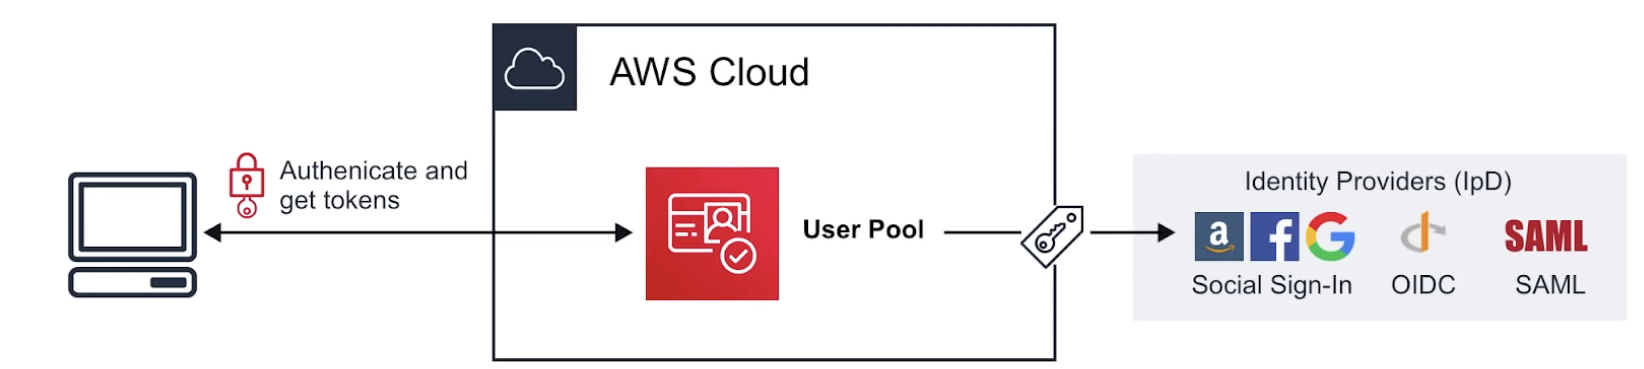 AWS Cloud
Authenicate and
get tokens
User Pool
Identity Providers (IpD)
a f G
SAML
Social Sign-In
OIDC
SAML